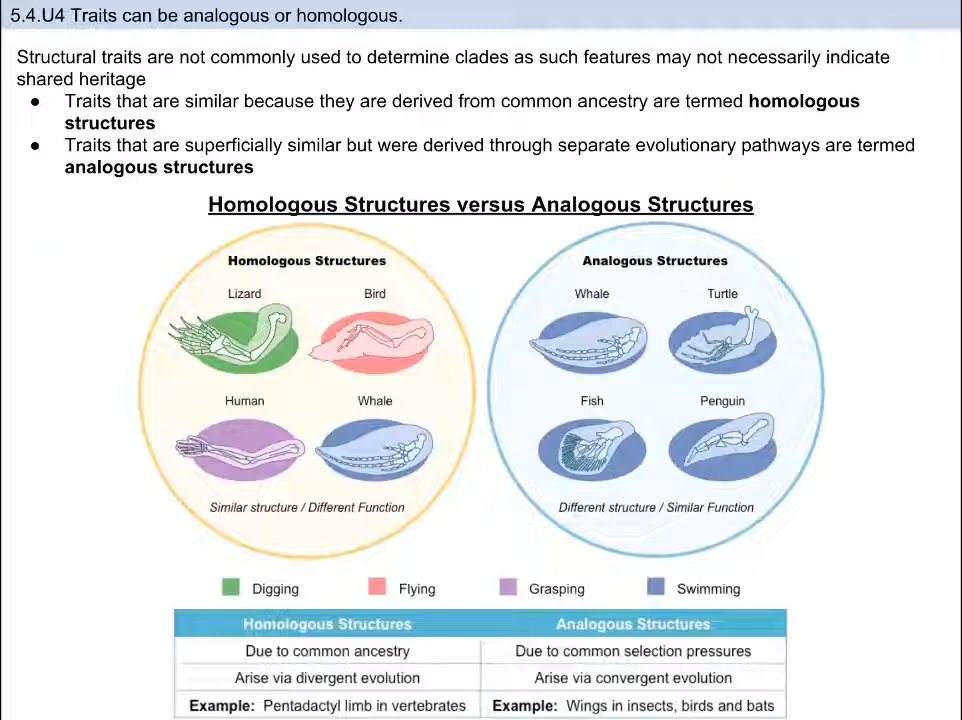 5.4.U4 Traits can be analogous or homologous.
Structural traits are not commonly used to determine clades as such features may not necessarily indicate
shared heritage
● Traits that are similar because they are derived from common ancestry are termed homologous
structures
● Traits that are superficially similar but were derived through separate evolutionary pathways are termed
analogous structures
Homologous Structures versus Analogous Structures
Homologous Structures
Lizard Bird
Human Whale
Similar structure / Different Function
Analogous Structures
Whale Turtle
Fish Penguin
Different structure / Similar Function
Digging Flying Grasping Swimming
Homologous Structures Analogous Structures
Due to common ancestry Due to common selection pressures
Arise via divergent evolution Arise via convergent evolution
Example: Pentadactyl limb in vertebrates Example: Wings in insects, birds and bats